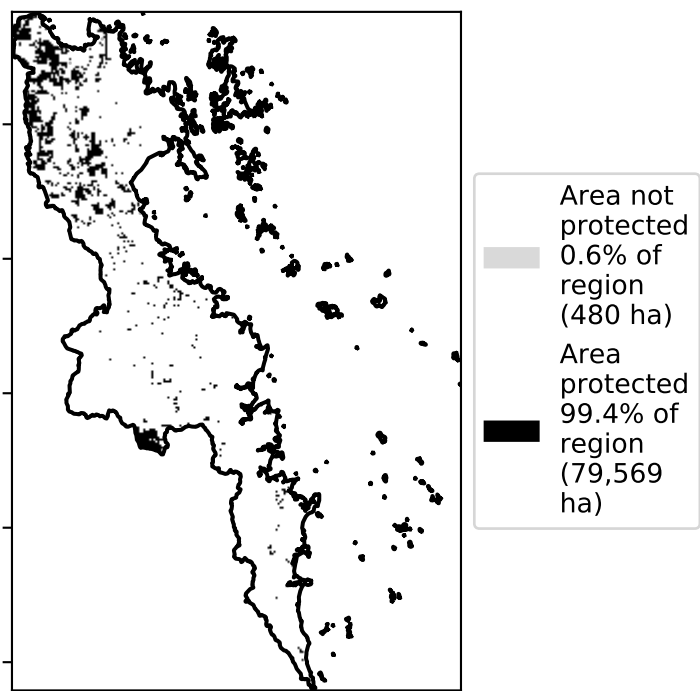 Area not
protected
0.6% of
region
(480 ha)
Area
protected
99.4% of
region
(79,569
ha)